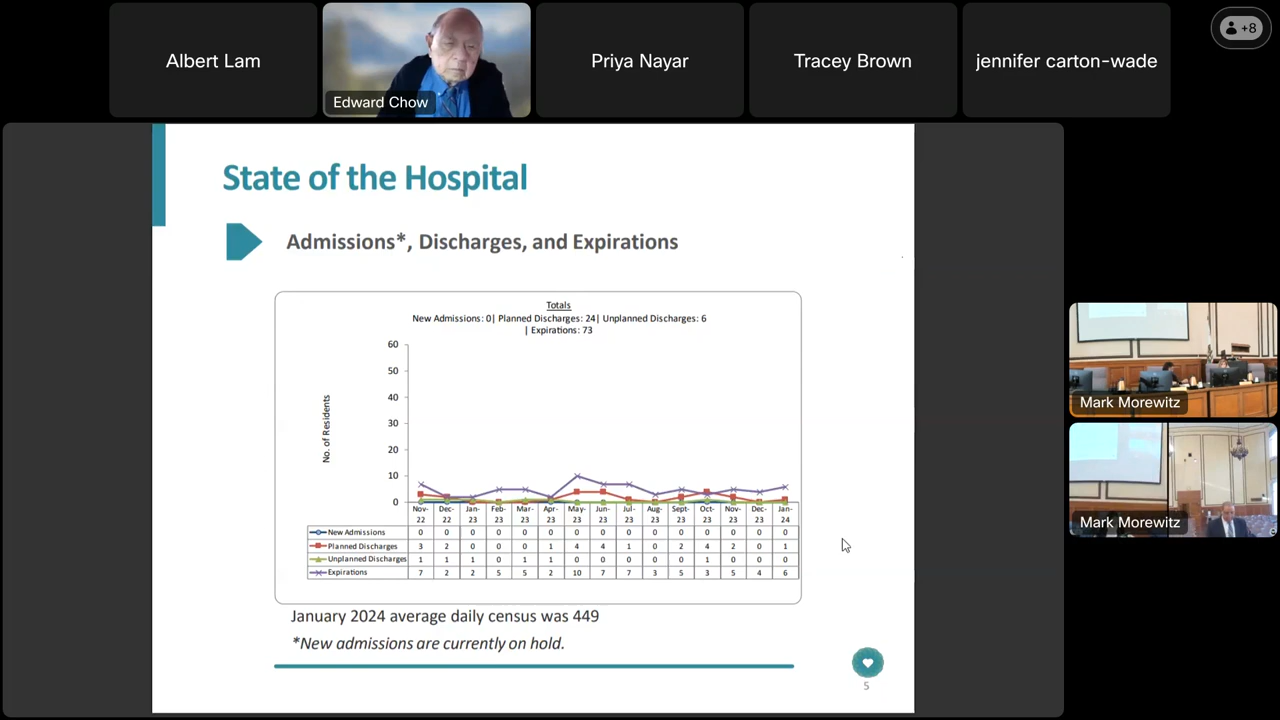 Albert Lam
Edward Chow
Priya Nayar
Tracey Brown
jennifer carton-wade
+8
State of the Hospital
Admissions*, Discharges, and Expirations
Totals
New Admissions: 0| Planned Discharges: 24| Unplanned Discharges: 6
| Expirations: 73
60
50
40
30
20
10
0
No. of Residents
Nov-22 Dec-22 Jan-23 Feb-23 Mar-23 Apr-23 May-23 Jun-23 Jul-23 Aug-23 Sept-23 Oct-23 Nov-23 Dec-23 Jan-24
New Admissions 0 0 0 0 0 0 0 0 0 0 0 0 0 0 0
Planned Discharges 3 2 0 0 0 1 4 4 1 0 2 4 2 0 1
Unplanned Discharges 1 1 1 0 1 1 0 0 0 0 0 1 0 0 0
Expirations 7 2 2 5 5 2 10 7 7 3 5 3 5 4 6
January 2024 average daily census was 449
*New admissions are currently on hold.
5
Mark Morewitz
Mark Morewitz